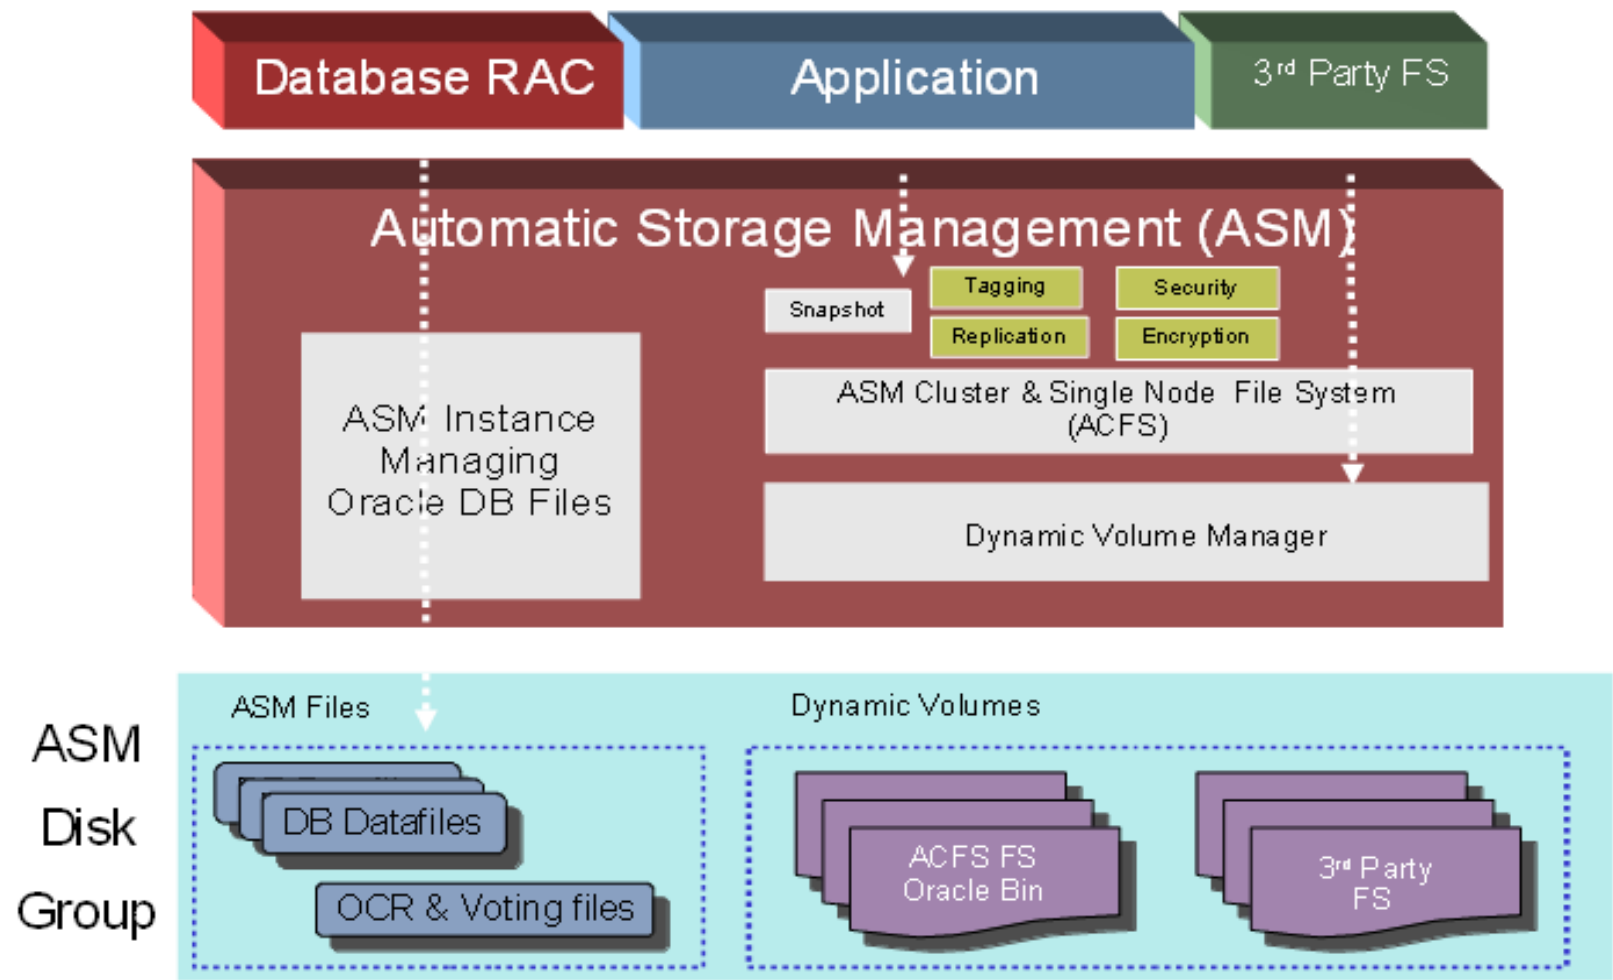 Database RAC
Application
3rd Party FS
Automatic Storage Management (ASM)
Snapshot
Tagging
Security
Replication
Encryption
ASM Instance
Managing
Oracle DB Files
ASM Cluster & Single Node File System
(ACFS)
Dynamic Volume Manager
ASM
Disk
Group
ASM Files
DB Datafiles
OCR & Voting files
Dynamic Volumes
ACFS FS
Oracle Bin
3rd Party
FS